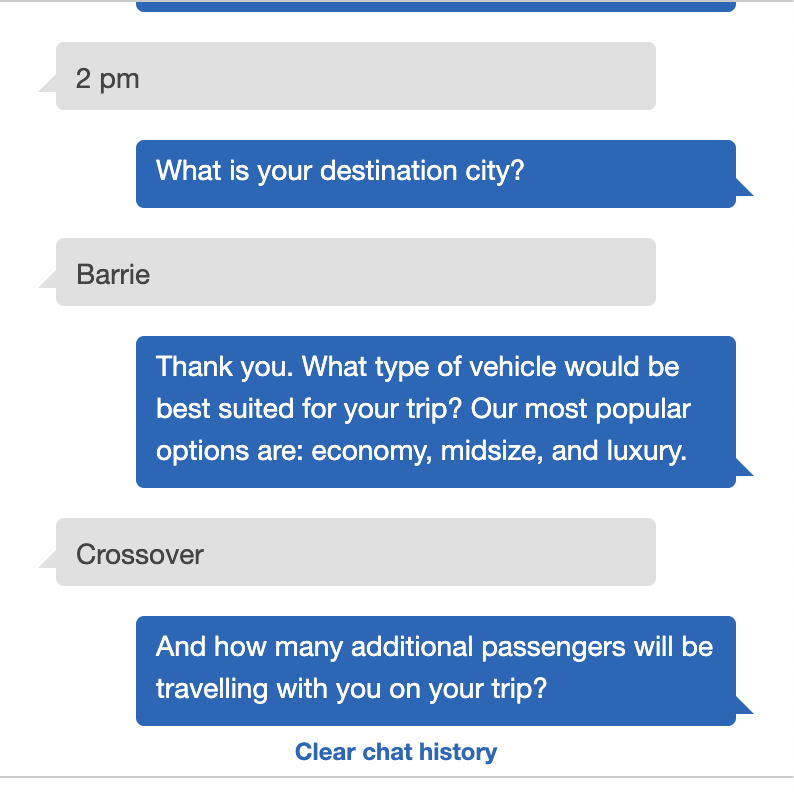 2 pm
What is your destination city?
Barrie
Thank you. What type of vehicle would be
best suited for your trip? Our most popular
options are: economy, midsize, and luxury.
Crossover
And how many additional passengers will be
travelling with you on your trip?
Clear chat history